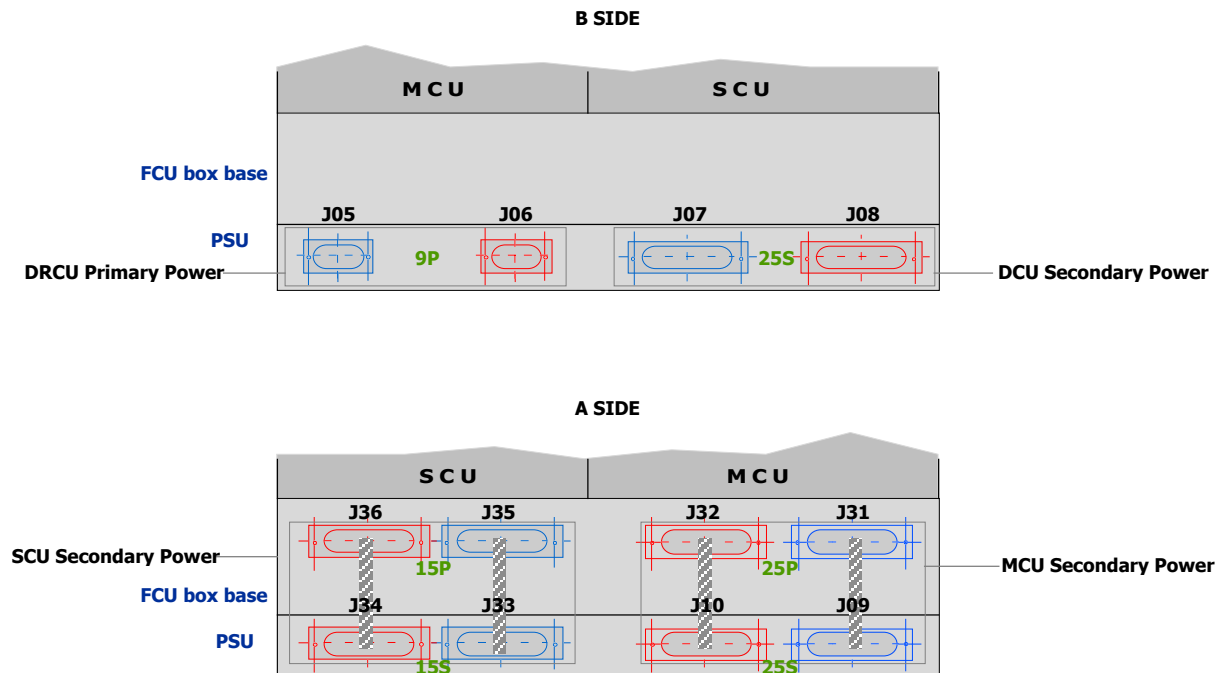 B SIDE
M C U
S C U
FCU box base
J05
J06
J07
J08
PSU
9P
25S
DRCU Primary Power
DCU Secondary Power
A SIDE
S C U
M C U
J36
J35
J32
J31
SCU Secondary Power
15P
25P
MCU Secondary Power
FCU box base
J34
J33
J10
J09
PSU
15S
25S